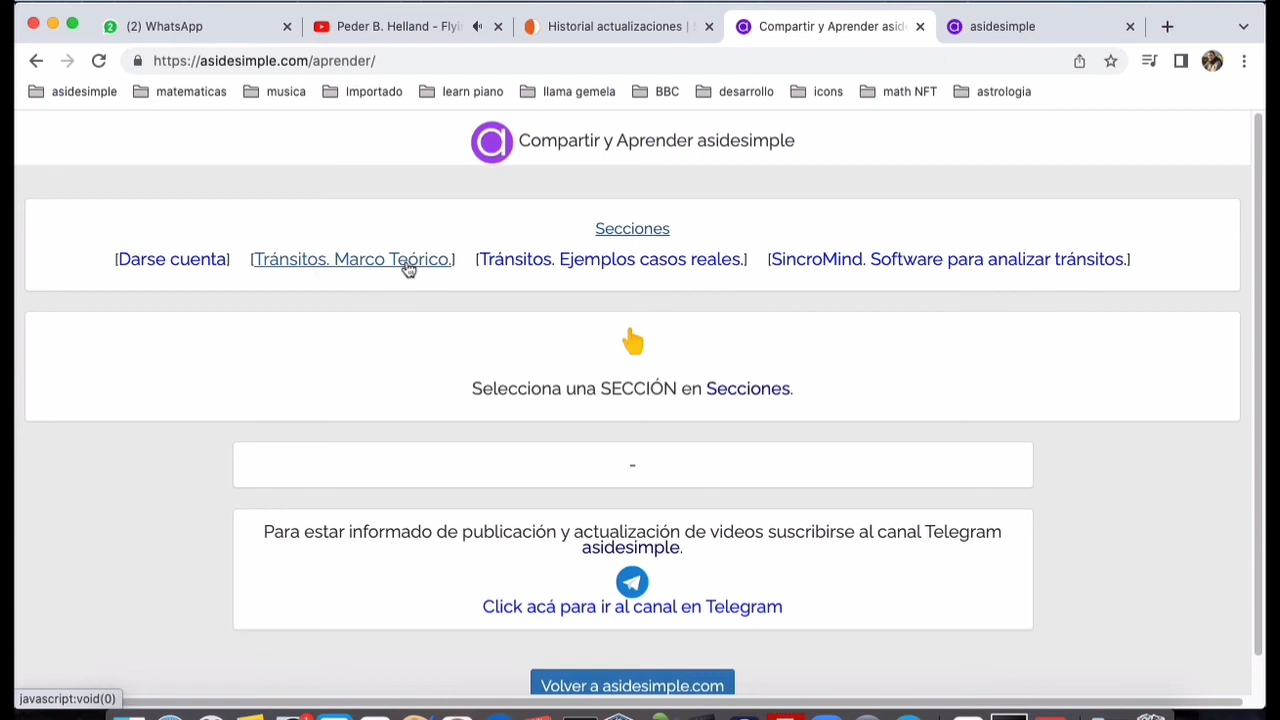 (2) WhatsApp
Peder B. Helland - Flyi
Historial actualizaciones |
Compartir y Aprender asid
asidesimple
https://asidesimple.com/aprender/
asidesimple
matematicas
musica
Importado
learn piano
llama gemela
BBC
desarrollo
icons
math NFT
astrologia
Compartir y Aprender asidesimple
Secciones
[Darse cuenta] [Tránsitos. Marco Teórico.] [Tránsitos. Ejemplos casos reales.] [SincroMind. Software para analizar tránsitos.]
Selecciona una SECCIÓN en Secciones.
-
Para estar informado de publicación y actualización de videos suscribirse al canal Telegram
asidesimple.
Click acá para ir al canal en Telegram
Volver a asidesimple.com
javascript:void(0)